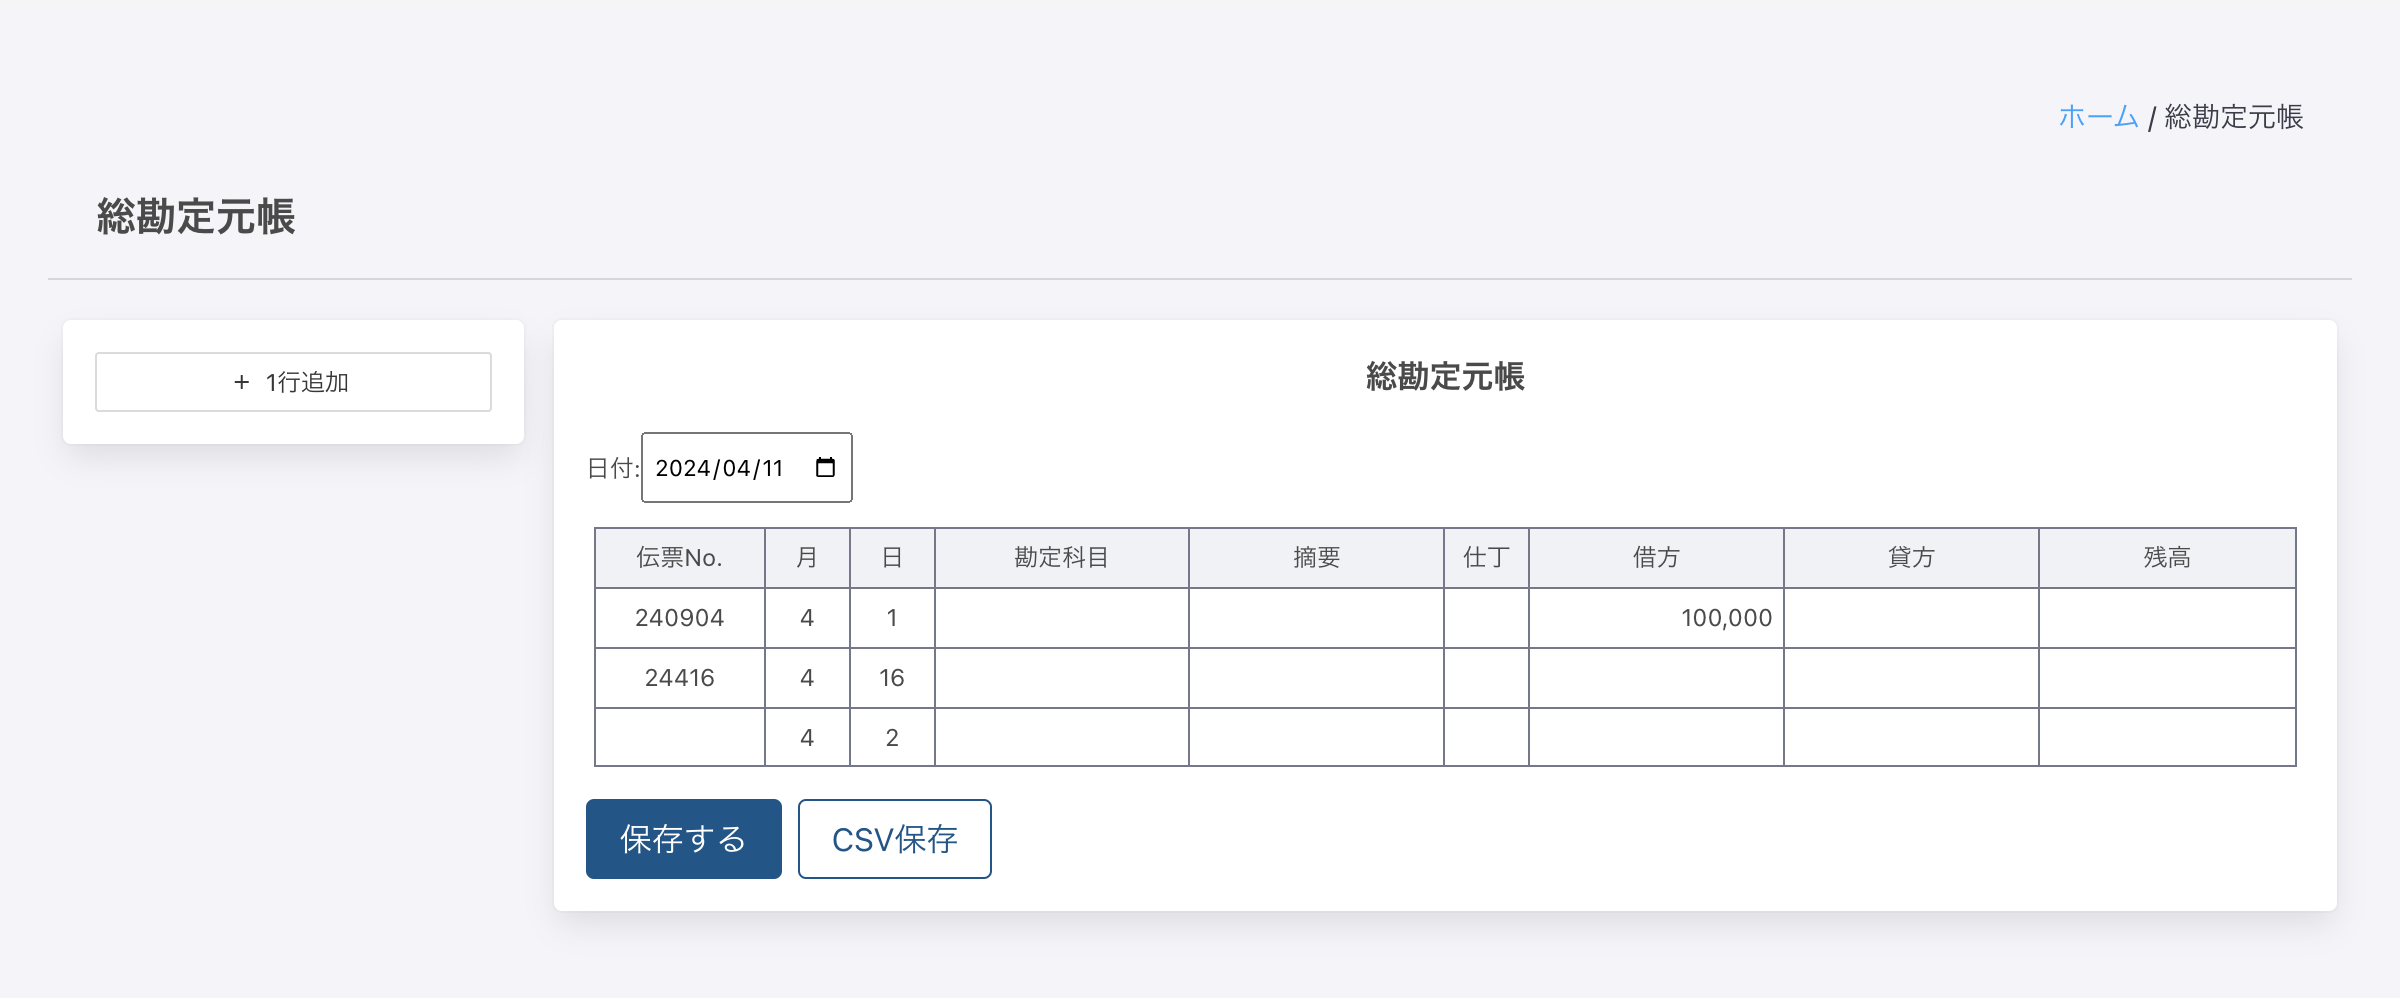 ホーム / 総勘定元帳
総勘定元帳
+ 1行追加
総勘定元帳
日付: 2024/04/11
伝票No. 月 日 勘定科目 摘要 仕丁 借方 貸方 残高
240904 4 1 100,000
24416 4 16
4 2
保存する CSV保存